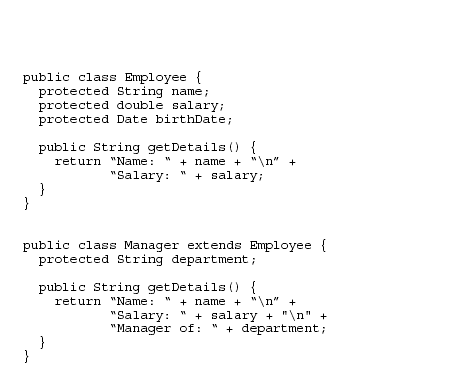 public class Employee {
  protected String name;
  protected double salary;
  protected Date birthDate;

  public String getDetails() {
    return “Name: “ + name + “\n” +
           “Salary: “ + salary;
  }
}

public class Manager extends Employee {
  protected String department;

  public String getDetails() {
    return “Name: “ + name + “\n” +
           “Salary: “ + salary + "\n" +
           “Manager of: “ + department;
  }
}